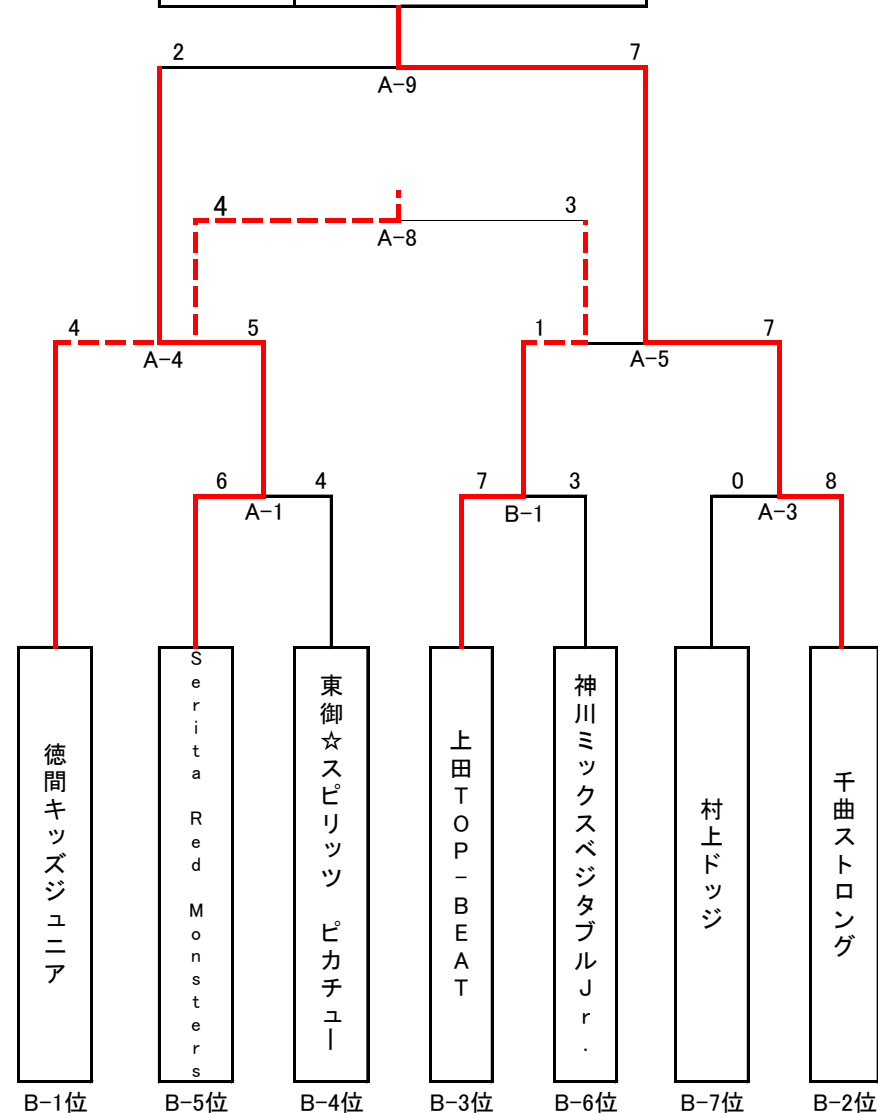 2 7
A-9
4 3
A-8
4 5 1 7
A-4 A-5
6 4 7 3 0 8
A-1 B-1 A-3
徳間キッズジュニア
Serita Red Monsters
東御☆スピリッツ ピカチュー
上田TOP-BEAT
神川ミックスベジタブルJr.
村上ドッジ
千曲ストロング
B-1位 B-5位 B-4位 B-3位 B-6位 B-7位 B-2位